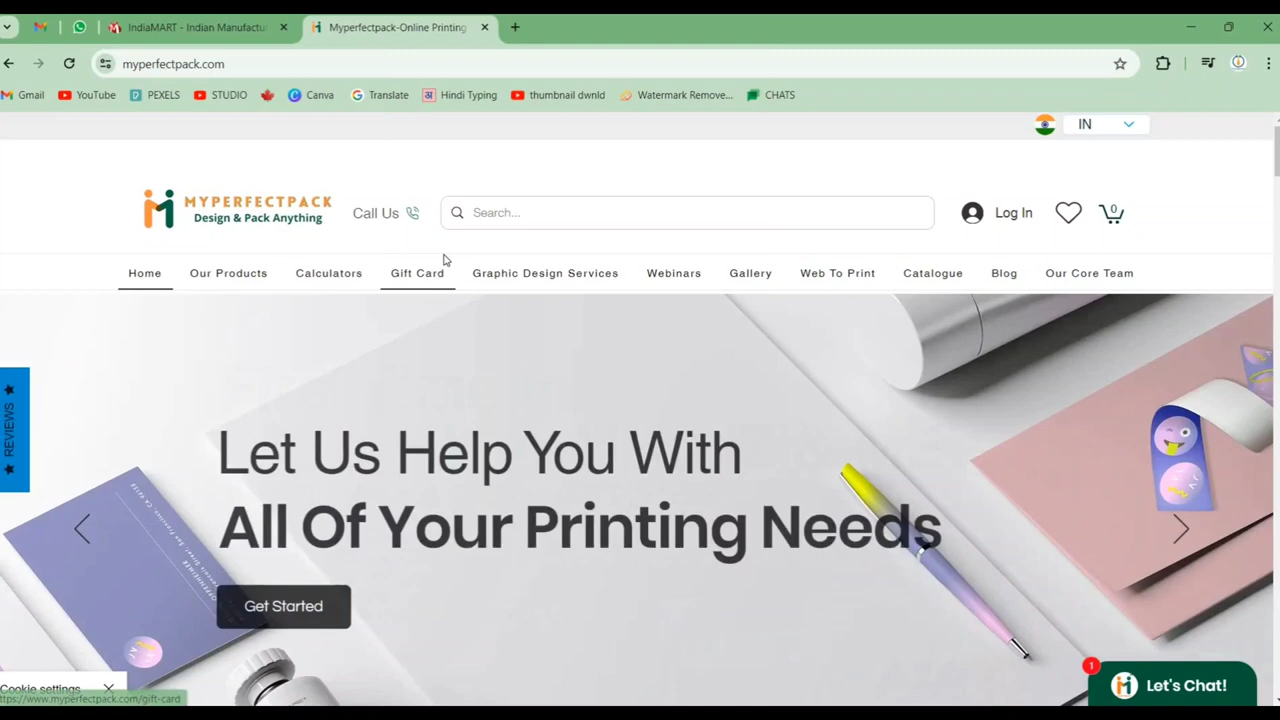 IndiaMART - Indian Manufactu
Myperfectpack-Online Printing
myperfectpack.com
Gmail
YouTube
PEXELS
STUDIO
Canva
Translate
अ
Hindi Typing
thumbnail dwnld
Watermark Remove...
CHATS
IN
MYPERFECTPACK
Design & Pack Anything
Call Us
Search...
Log In
0
Home
Our Products
Calculators
Gift Card
Graphic Design Services
Webinars
Gallery
Web To Print
Catalogue
Blog
Our Core Team
REVIEWS
Let Us Help You With
All Of Your Printing Needs
Get Started
Cookie settings
ttps://www.myperfectpack.com/gift-card
1
Let's Chat!